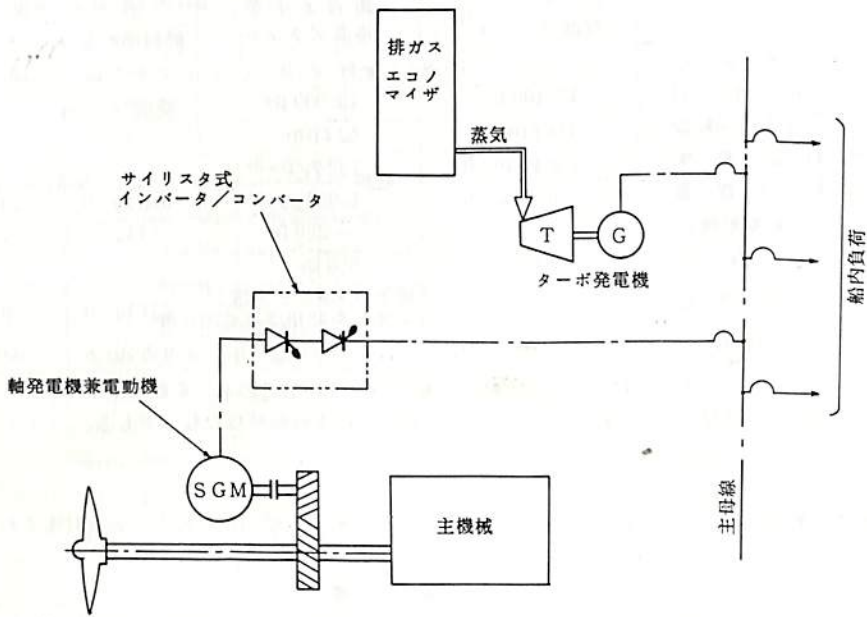 排ガス
エコノ
マイザ
蒸気
サイリスタ式
インバータ／コンバータ
T
G
ターボ発電機
船内負荷
軸発電機兼電動機
SGM
主機械
主母線